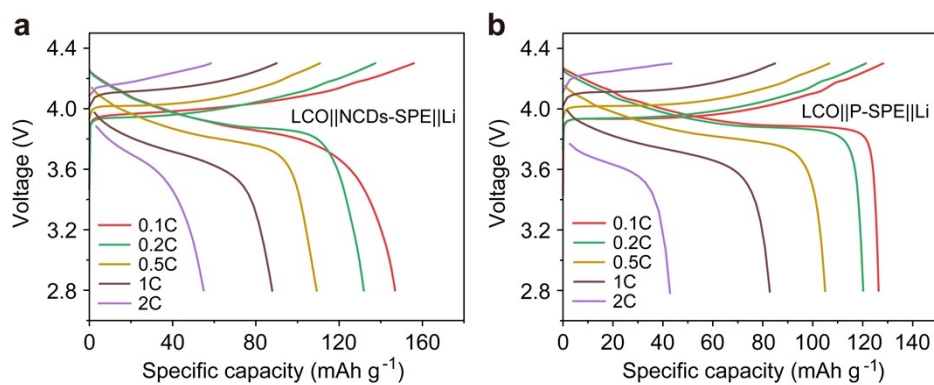 a
4.4
4.0
3.6
3.2
2.8
Voltage (V)
LCO||NCDs-SPE||Li
0.1C
0.2C
0.5C
1C
2C
0 40 80 120 160
Specific capacity (mAh g⁻¹)
b
4.4
4.0
3.6
3.2
2.8
Voltage (V)
LCO||P-SPE||Li
0.1C
0.2C
0.5C
1C
2C
0 20 40 60 80 100 120 140
Specific capacity (mAh g⁻¹)